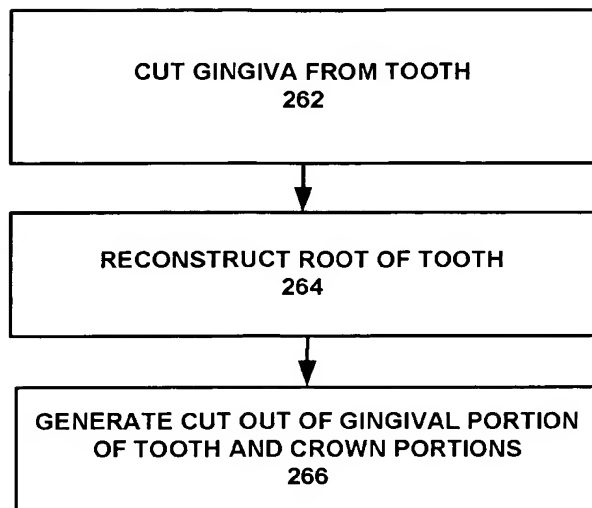 CUT GINGIVA FROM TOOTH
262
RECONSTRUCT ROOT OF TOOTH
264
GENERATE CUT OUT OF GINGIVAL PORTION
OF TOOTH AND CROWN PORTIONS
266